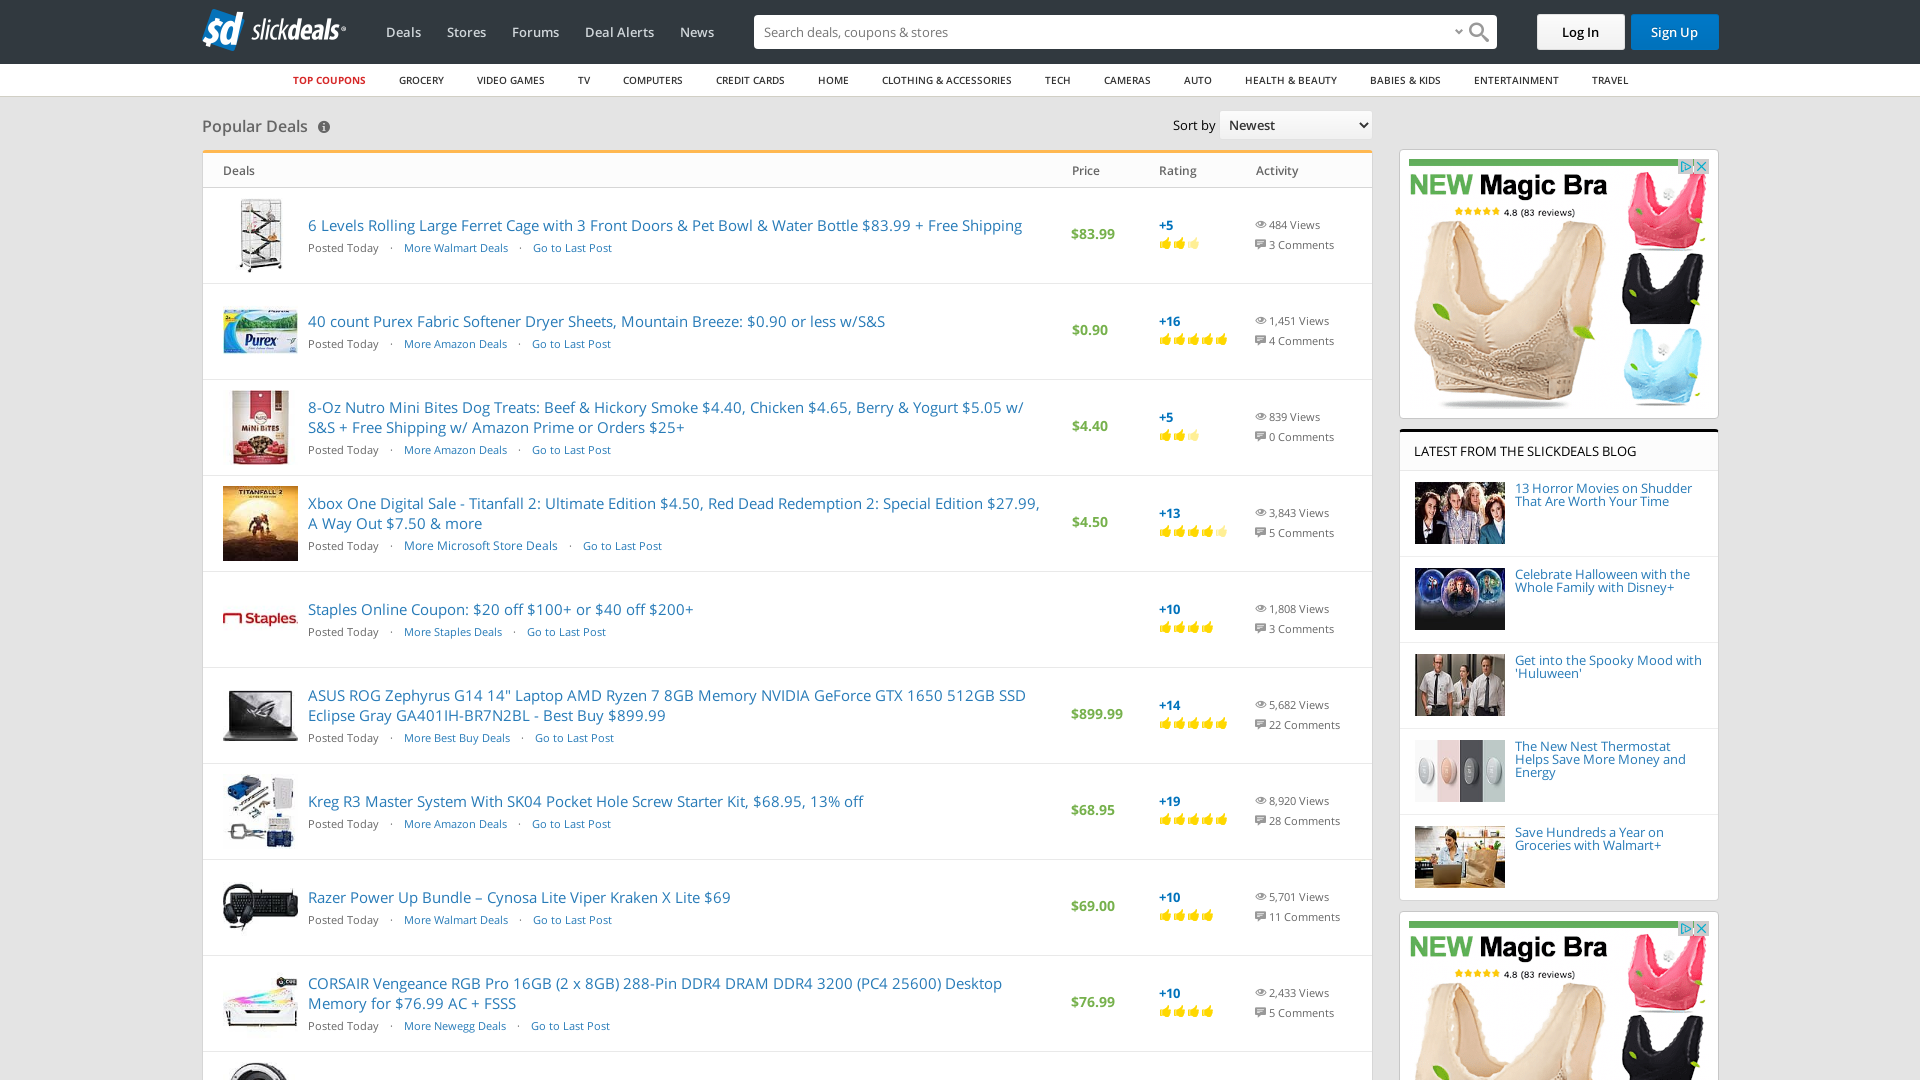 slickdeals
Deals
Stores
Forums
Deal Alerts
News
Search deals, coupons & stores
Log In
Sign Up
TOP COUPONS
GROCERY
VIDEO GAMES
TV
COMPUTERS
CREDIT CARDS
HOME
CLOTHING & ACCESSORIES
TECH
CAMERAS
AUTO
HEALTH & BEAUTY
BABIES & KIDS
ENTERTAINMENT
TRAVEL
Popular Deals
Sort by Newest
Deals Price Rating Activity
6 Levels Rolling Large Ferret Cage with 3 Front Doors & Pet Bowl & Water Bottle $83.99 + Free Shipping
Posted Today · More Walmart Deals · Go to Last Post
$83.99
+5
484 Views
3 Comments
Purex
40 count Purex Fabric Softener Dryer Sheets, Mountain Breeze: $0.90 or less w/S&S
Posted Today · More Amazon Deals · Go to Last Post
$0.90
+16
1,451 Views
4 Comments
MiNi BiTES
8-Oz Nutro Mini Bites Dog Treats: Beef & Hickory Smoke $4.40, Chicken $4.65, Berry & Yogurt $5.05 w/
S&S + Free Shipping w/ Amazon Prime or Orders $25+
Posted Today · More Amazon Deals · Go to Last Post
$4.40
+5
839 Views
0 Comments
TITANFALL 2
Xbox One Digital Sale - Titanfall 2: Ultimate Edition $4.50, Red Dead Redemption 2: Special Edition $27.99,
A Way Out $7.50 & more
Posted Today · More Microsoft Store Deals · Go to Last Post
$4.50
+13
3,843 Views
5 Comments
Staples
Staples Online Coupon: $20 off $100+ or $40 off $200+
Posted Today · More Staples Deals · Go to Last Post
+10
1,808 Views
3 Comments
ASUS ROG Zephyrus G14 14" Laptop AMD Ryzen 7 8GB Memory NVIDIA GeForce GTX 1650 512GB SSD
Eclipse Gray GA401IH-BR7N2BL - Best Buy $899.99
Posted Today · More Best Buy Deals · Go to Last Post
$899.99
+14
5,682 Views
22 Comments
Kreg R3 Master System With SK04 Pocket Hole Screw Starter Kit, $68.95, 13% off
Posted Today · More Amazon Deals · Go to Last Post
$68.95
+19
8,920 Views
28 Comments
Razer Power Up Bundle – Cynosa Lite Viper Kraken X Lite $69
Posted Today · More Walmart Deals · Go to Last Post
$69.00
+10
5,701 Views
11 Comments
CORSAIR Vengeance RGB Pro 16GB (2 x 8GB) 288-Pin DDR4 DRAM DDR4 3200 (PC4 25600) Desktop
Memory for $76.99 AC + FSSS
Posted Today · More Newegg Deals · Go to Last Post
$76.99
+10
2,433 Views
5 Comments
NEW Magic Bra
4.8 (83 reviews)
LATEST FROM THE SLICKDEALS BLOG
13 Horror Movies on Shudder
That Are Worth Your Time
Celebrate Halloween with the
Whole Family with Disney+
Get into the Spooky Mood with
'Huluween'
The New Nest Thermostat
Helps Save More Money and
Energy
Save Hundreds a Year on
Groceries with Walmart+
NEW Magic Bra
4.8 (83 reviews)